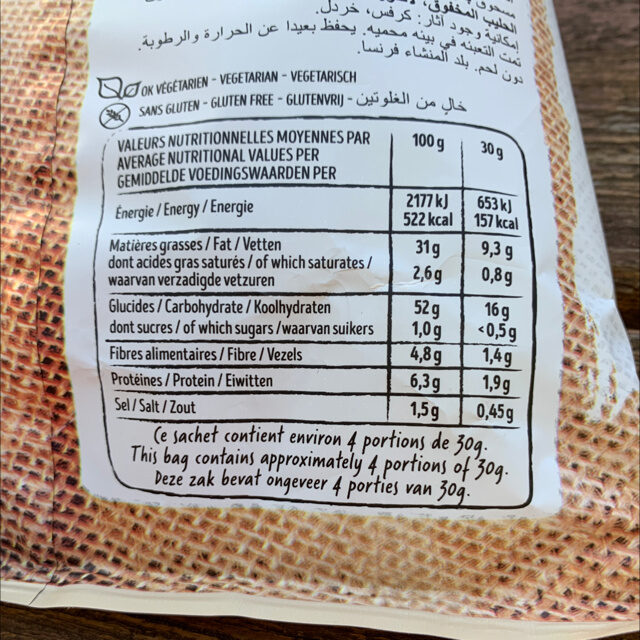 الحليب المخفوق،
إمكانية وجود آثار: كرفس، خردل.
تمت التعبئة في بيئة محمية. يحفظ بعيدا عن الحرارة والرطوبة.
دون لحم. بلد المنشاء فرنسا.
OK VÉGÉTARIEN - VEGETARIAN - VEGETARISCH
SANS GLUTEN - GLUTEN FREE - GLUTENVRIJ - خالٍ من الغلوتين
VALEURS NUTRITIONNELLES MOYENNES PAR
AVERAGE NUTRITIONAL VALUES PER
GEMIDDELDE VOEDINGSWAARDEN PER
100 g 30 g
Énergie / Energy / Energie 2177 kJ 653 kJ
522 kcal 157 kcal
Matières grasses / Fat / Vetten 31 g 9,3 g
dont acides gras saturés / of which saturates /
waarvan verzadigde vetzuren 2,6 g 0,8 g
Glucides / Carbohydrate / Koolhydraten 52 g 16 g
dont sucres / of which sugars / waarvan suikers 1,0 g <0,5 g
Fibres alimentaires / Fibre / Vezels 4,8 g 1,4 g
Protéines / Protein / Eiwitten 6,3 g 1,9 g
Sel / Salt / Zout 1,5 g 0,45 g
Ce sachet contient environ 4 portions de 30g.
This bag contains approximately 4 portions of 30g.
Deze zak bevat ongeveer 4 porties van 30g.